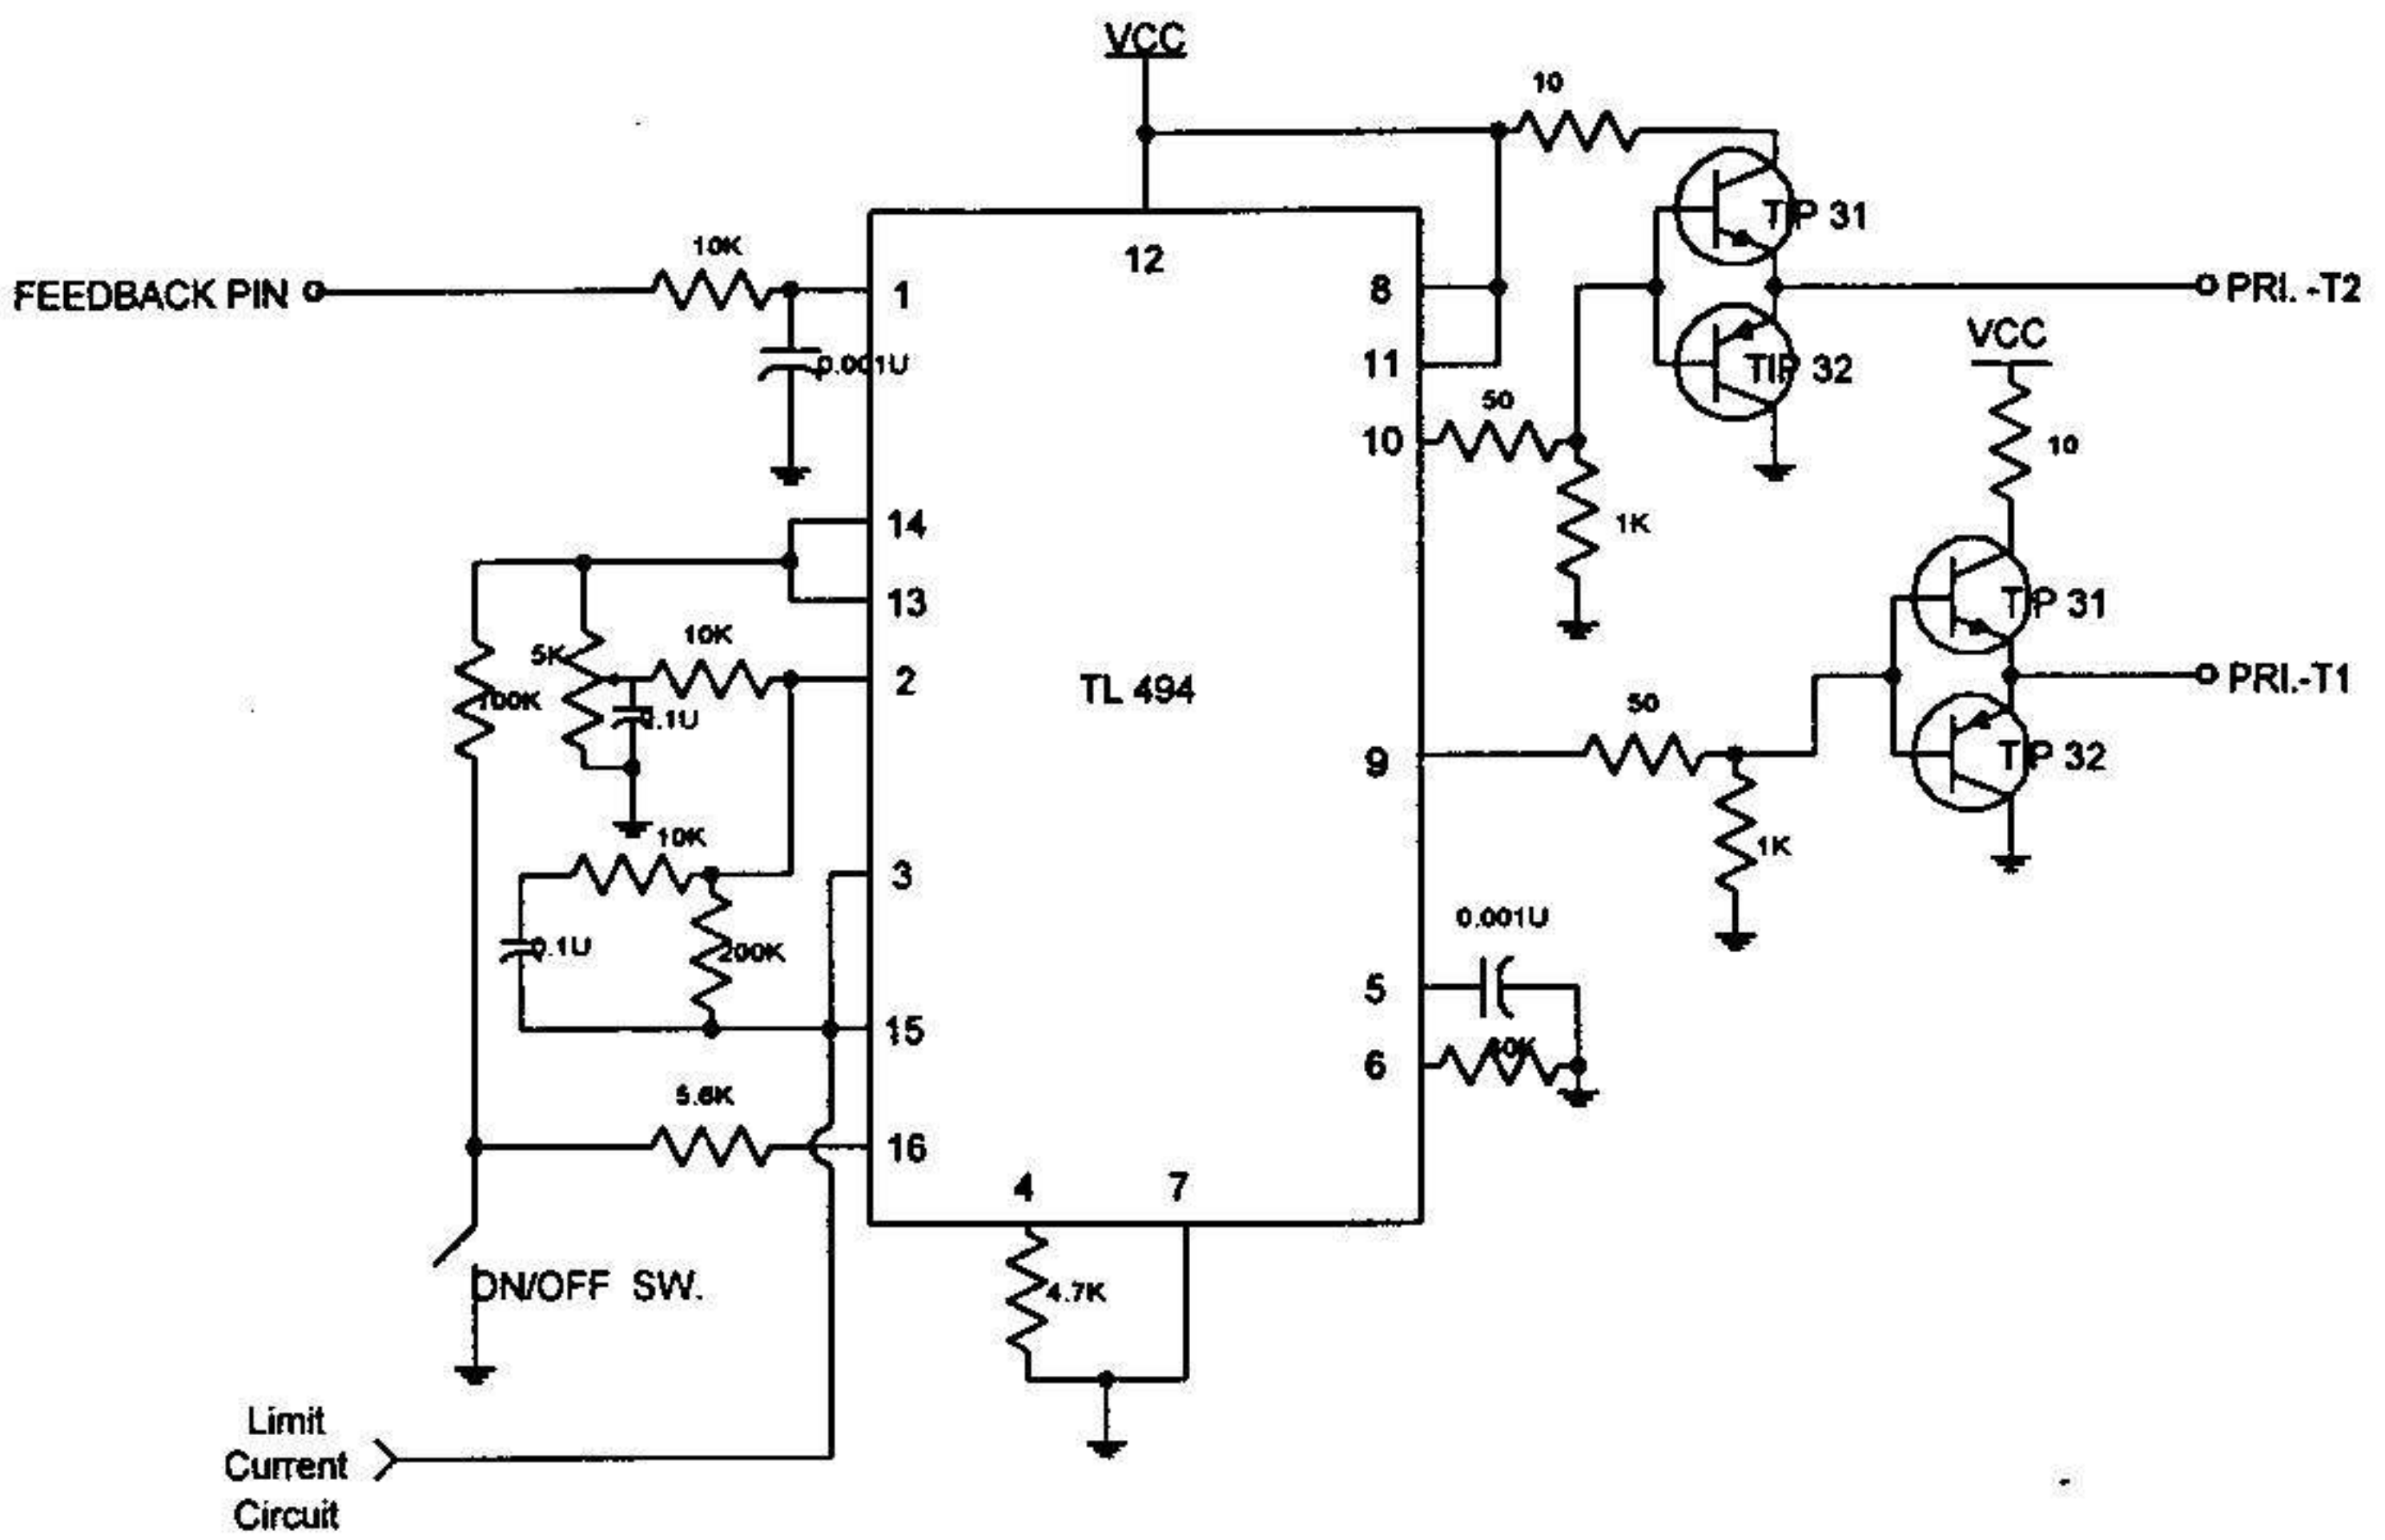 VCC
10
TIP 31
10K
12
FEEDBACK PIN
1
8
PRI. -T2
VCC
0.001U
11
TIP 32
50
10
10
14
1K
13
TIP 31
10K
5K
2
TL 494
PRI.-T1
100K
0.1U
50
9
TIP 32
10K
1K
3
0.001U
0.1U
200K
5
15
6
5.6K
16
4
7
ON/OFF SW.
4.7K
Limit
Current
Circuit